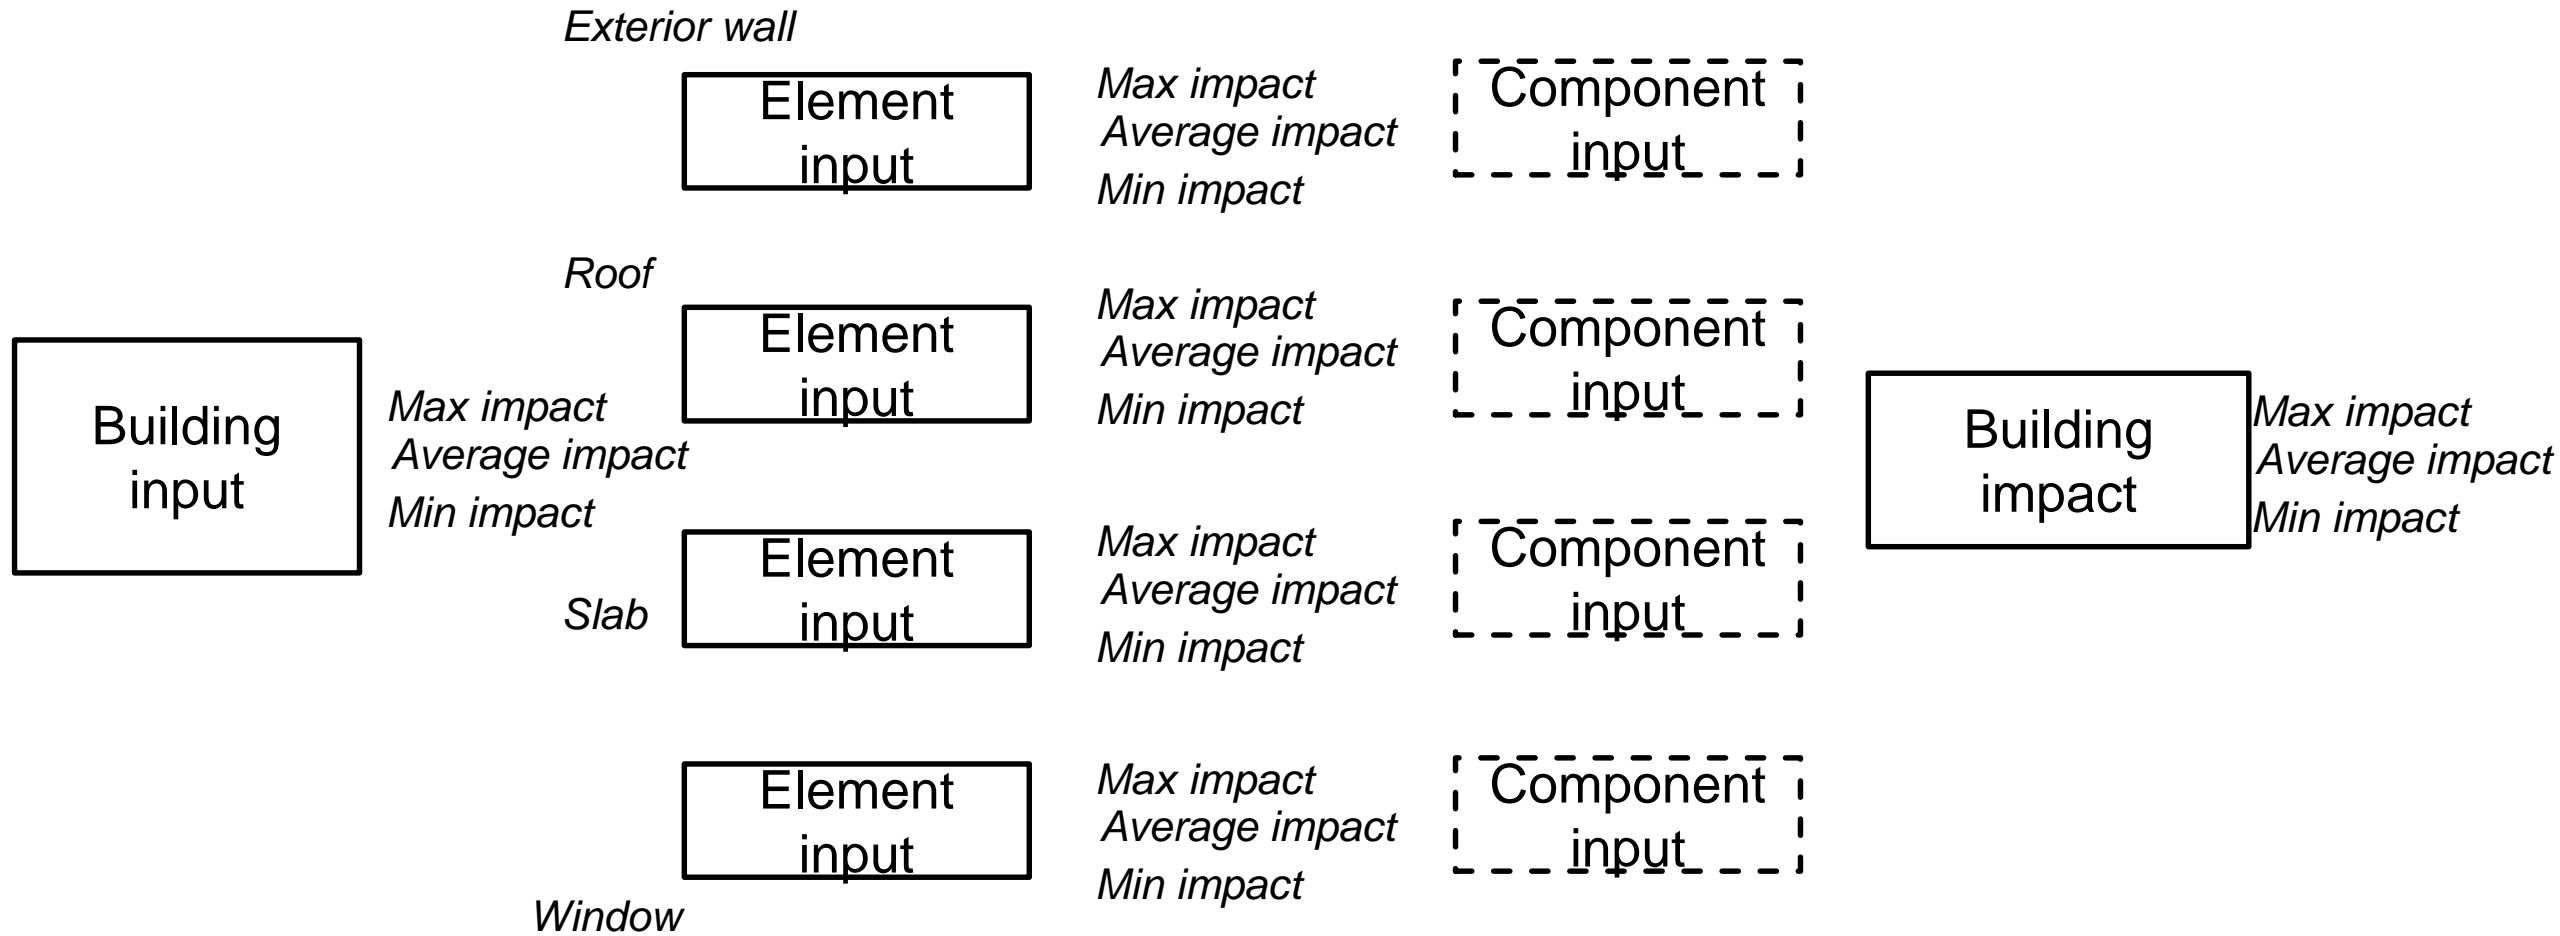 Exterior wall
Element
input
Max impact
Average impact
Min impact
Component
input
Roof
Element
input
Max impact
Average impact
Min impact
Component
input
Building
input
Max impact
Average impact
Min impact
Building
impact
Max impact
Average impact
Min impact
Slab
Element
input
Max impact
Average impact
Min impact
Component
input
Element
input
Max impact
Average impact
Min impact
Component
input
Window